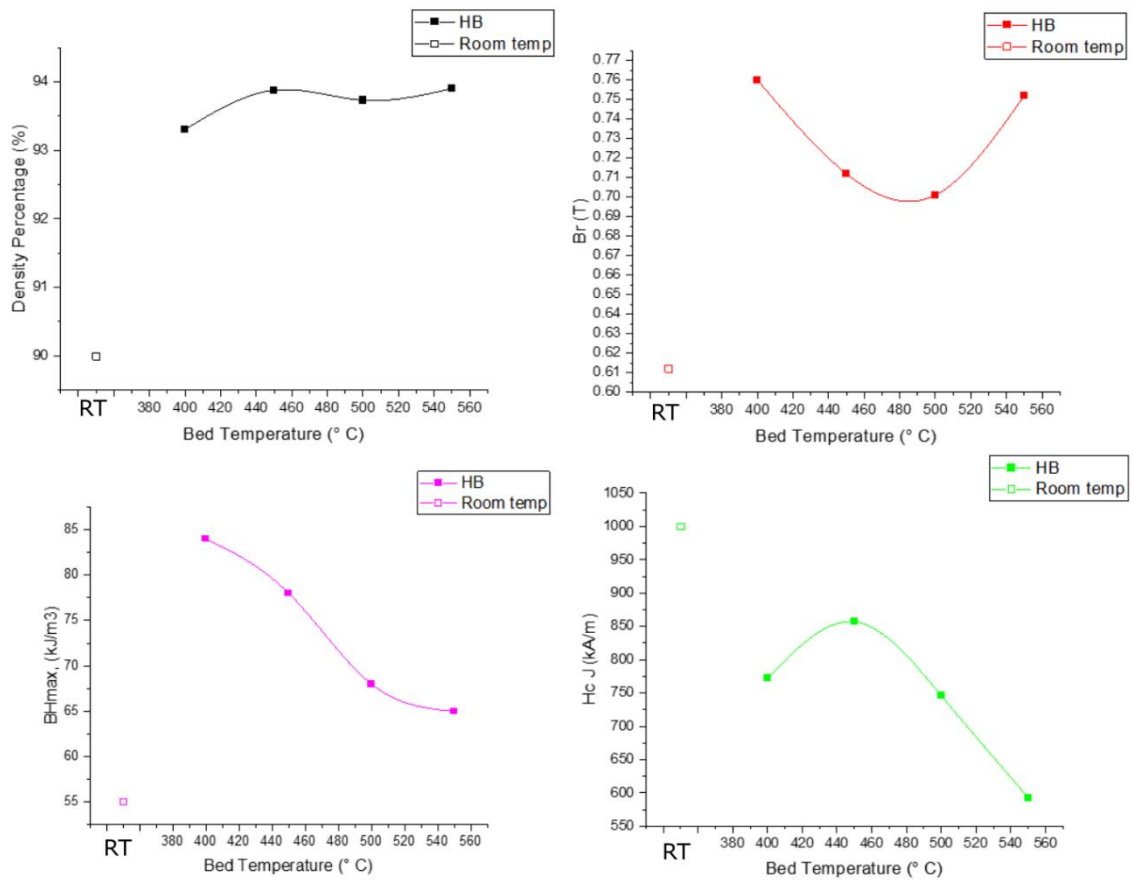 HB
Room temp
94
93
92
91
90
Density Percentage (%)
RT
380 400 420 440 460 480 500 520 540 560
Bed Temperature (° C)
HB
Room temp
0.77
0.76
0.75
0.74
0.73
0.72
0.71
0.70
0.69
0.68
0.67
0.66
0.65
0.64
0.63
0.62
0.61
0.60
Br (T)
RT
380 400 420 440 460 480 500 520 540 560
Bed Temperature (° C)
HB
Room temp
85
80
75
70
65
60
55
BHmax, (kJ/m3)
RT
380 400 420 440 460 480 500 520 540 560
Bed Temperature (° C)
HB
Room temp
1050
1000
950
900
850
800
750
700
650
600
550
Hc J (kA/m)
RT
380 400 420 440 460 480 500 520 540 560
Bed Temperature (° C)